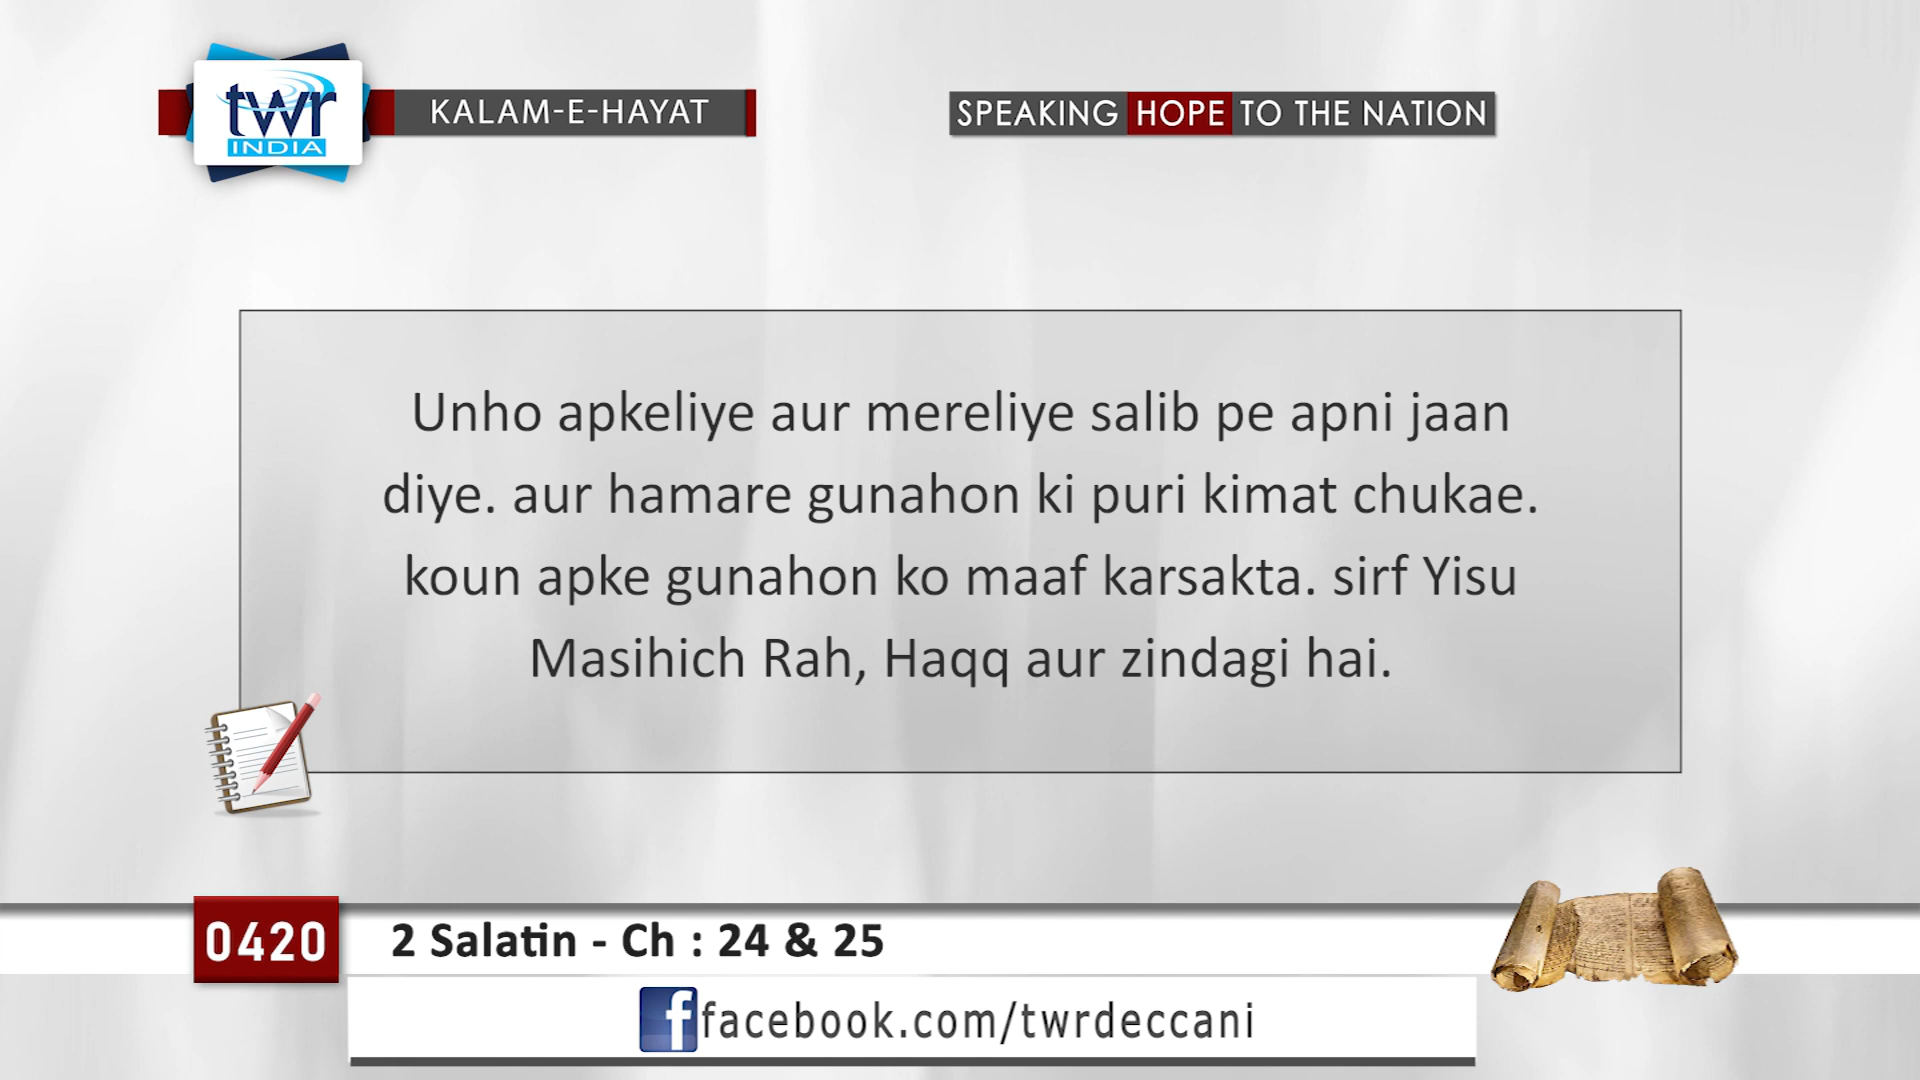 twr
INDIA
KALAM-E-HAYAT
SPEAKING HOPE TO THE NATION
Unho apkeliye aur mereliye salib pe apni jaan
diye. aur hamare gunahon ki puri kimat chukae.
koun apke gunahon ko maaf karsakta. sirf Yisu
Masihich Rah, Haqq aur zindagi hai.
0420
2 Salatin - Ch : 24 & 25
facebook.com/twrdeccani